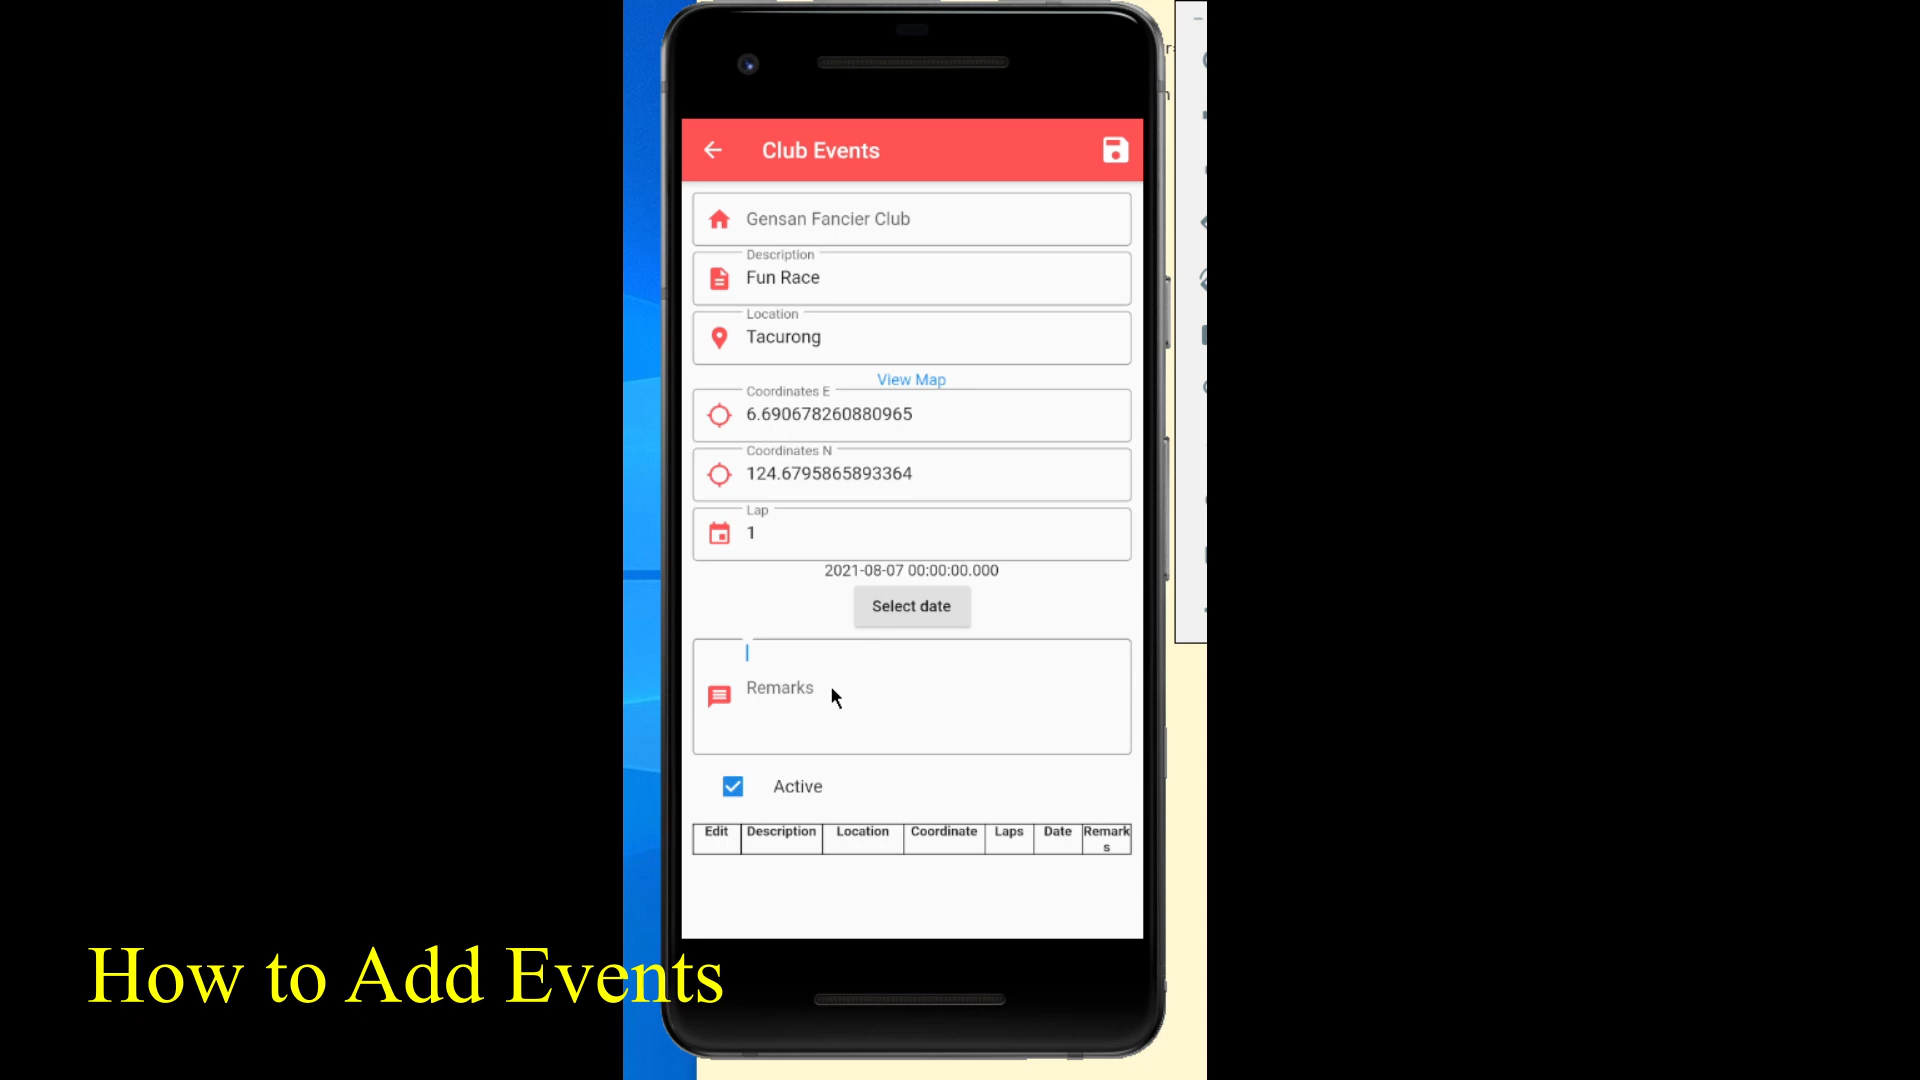 Club Events
Gensan Fancier Club
Description
Fun Race
Location
Tacurong
View Map
Coordinates E
6.690678260880965
Coordinates N
124.6795865893364
Lap
1
2021-08-07 00:00:00.000
Select date
Remarks
Active
Edit Description Location Coordinate Laps Date Remark
s
How to Add Events